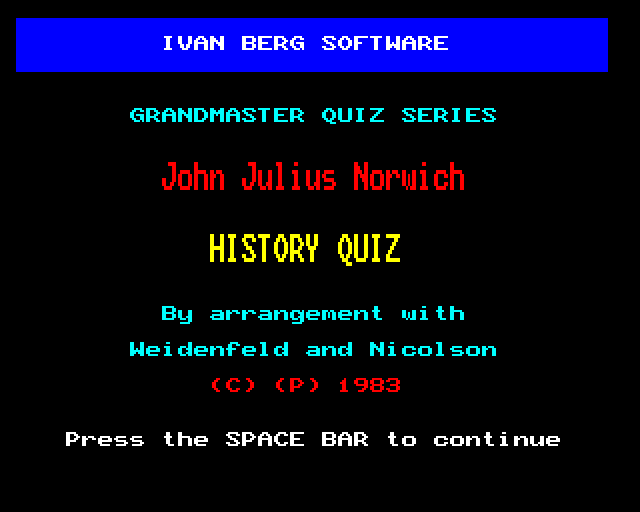 IVAN BERG SOFTWARE
GRANDMASTER QUIZ SERIES
John Julius Norwich
HISTORY QUIZ
By arrangement with
Weidenfeld and Nicolson
(C) (P) 1983
Press the SPACE BAR to continue